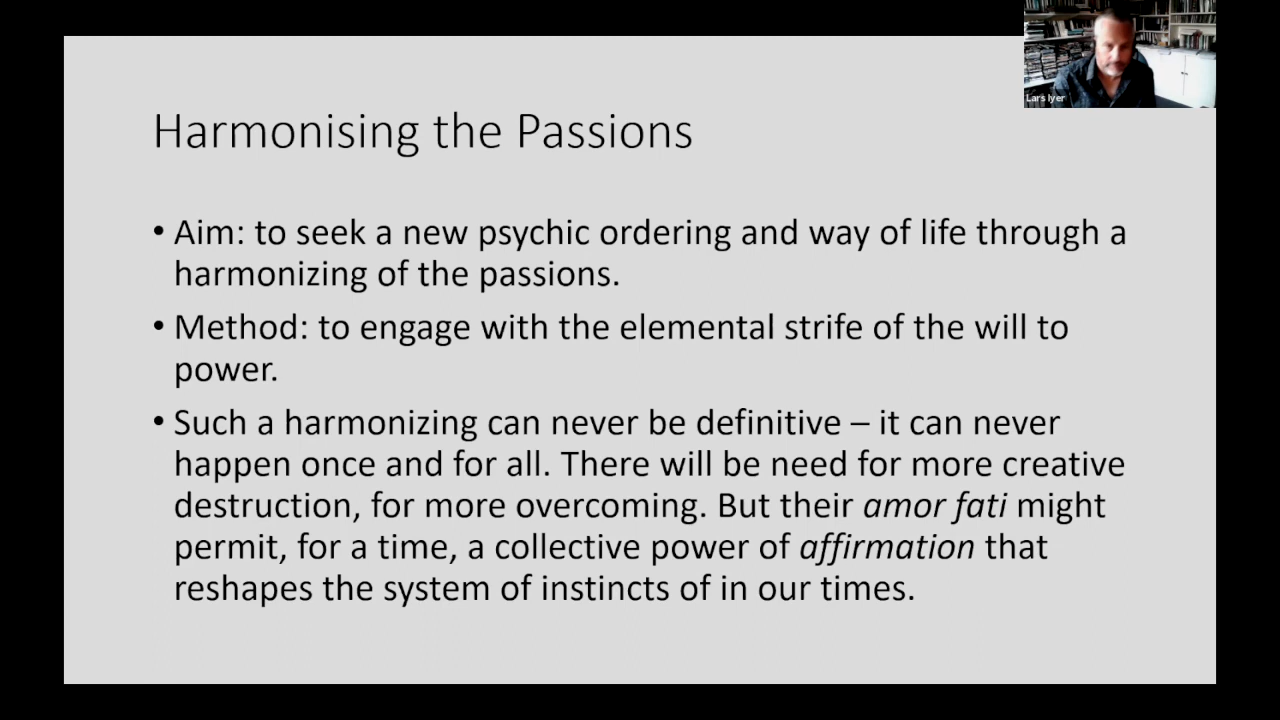 Lars Iyer
Harmonising the Passions
• Aim: to seek a new psychic ordering and way of life through a
harmonizing of the passions.
• Method: to engage with the elemental strife of the will to
power.
• Such a harmonizing can never be definitive – it can never
happen once and for all. There will be need for more creative
destruction, for more overcoming. But their amor fati might
permit, for a time, a collective power of affirmation that
reshapes the system of instincts of in our times.